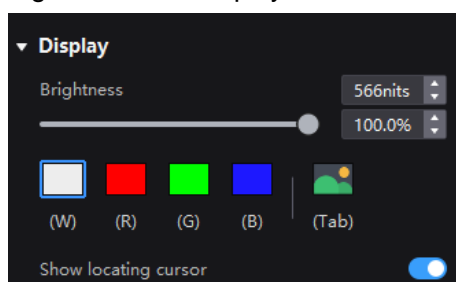 Display
Brightness
566nits
100.0%
(W) (R) (G) (B) (Tab)
Show locating cursor